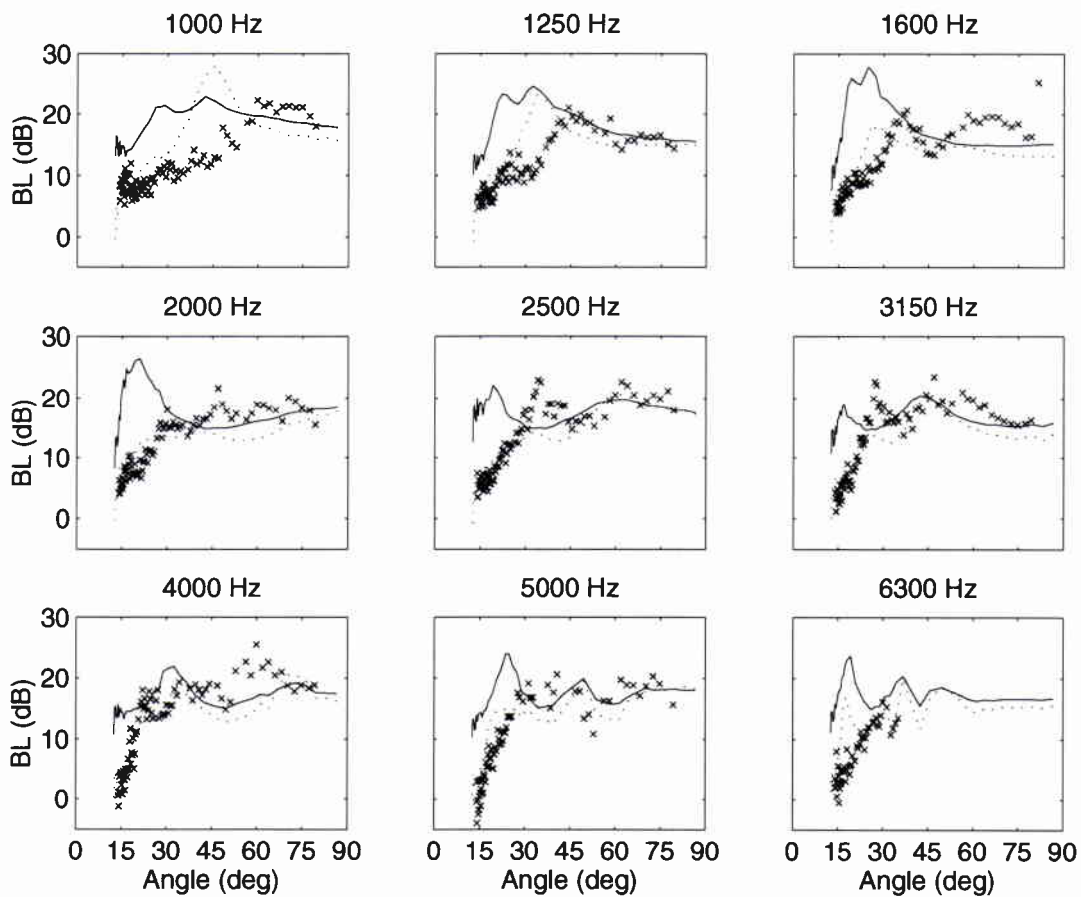 1000 Hz
1250 Hz
1600 Hz
30
20
10
0
BL (dB)
2000 Hz
2500 Hz
3150 Hz
30
20
10
0
BL (dB)
4000 Hz
5000 Hz
6300 Hz
30
20
10
0
BL (dB)
0 15 30 45 60 75 90
0 15 30 45 60 75 90
0 15 30 45 60 75 90
Angle (deg)
Angle (deg)
Angle (deg)